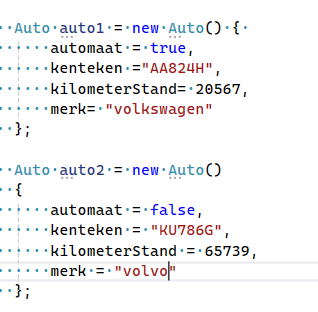 Auto auto1 = new Auto() {
automaat = true,
kenteken ="AA824H",
kilometerStand= 20567,
merk= "volkswagen"
};
Auto auto2 = new Auto()
{
automaat = false,
kenteken = "KU786G",
kilometerStand = 65739,
merk = "volvo"
};